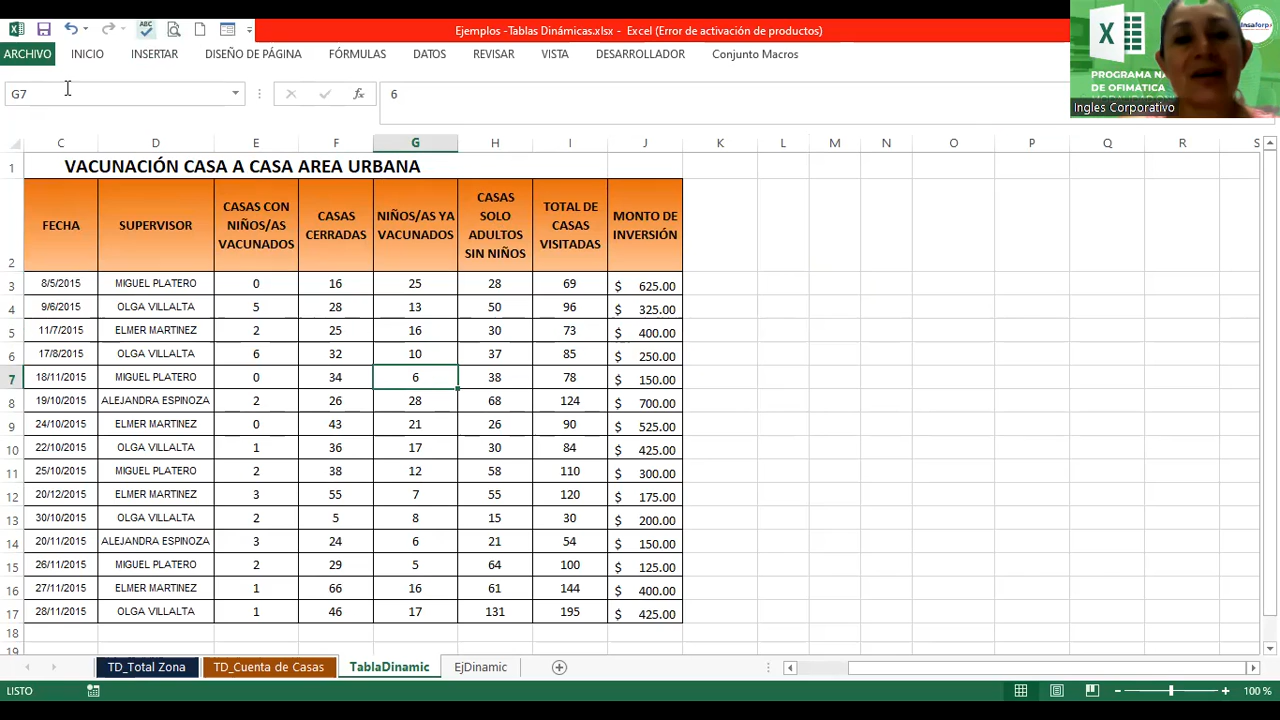 Ejemplos -Tablas Dinámicas.xlsx - Excel (Error de activación de productos)
ARCHIVO INICIO INSERTAR DISEÑO DE PÁGINA FÓRMULAS DATOS REVISAR VISTA DESARROLLADOR Conjunto Macros
PROGRAMA NA
DE OFIMÁTICA
Ingles Corporativo
Insaforp
G7 fx 6
C D E F G H I J K L M N O P Q R S
1 VACUNACIÓN CASA A CASA AREA URBANA
2 FECHA SUPERVISOR CASAS CON NIÑOS/AS VACUNADOS CASAS CERRADAS NIÑOS/AS YA VACUNADOS CASAS SOLO ADULTOS SIN NIÑOS TOTAL DE CASAS VISITADAS MONTO DE INVERSIÓN
3 8/5/2015 MIGUEL PLATERO 0 16 25 28 69 $ 625.00
4 9/6/2015 OLGA VILLALTA 5 28 13 50 96 $ 325.00
5 11/7/2015 ELMER MARTINEZ 2 25 16 30 73 $ 400.00
6 17/8/2015 OLGA VILLALTA 6 32 10 37 85 $ 250.00
7 18/11/2015 MIGUEL PLATERO 0 34 6 38 78 $ 150.00
8 19/10/2015 ALEJANDRA ESPINOZA 2 26 28 68 124 $ 700.00
9 24/10/2015 ELMER MARTINEZ 0 43 21 26 90 $ 525.00
10 22/10/2015 OLGA VILLALTA 1 36 17 30 84 $ 425.00
11 25/10/2015 MIGUEL PLATERO 2 38 12 58 110 $ 300.00
12 20/12/2015 ELMER MARTINEZ 3 55 7 55 120 $ 175.00
13 30/10/2015 OLGA VILLALTA 2 5 8 15 30 $ 200.00
14 20/11/2015 ALEJANDRA ESPINOZA 3 24 6 21 54 $ 150.00
15 26/11/2015 MIGUEL PLATERO 2 29 5 64 100 $ 125.00
16 27/11/2015 ELMER MARTINEZ 1 66 16 61 144 $ 400.00
17 28/11/2015 OLGA VILLALTA 1 46 17 131 195 $ 425.00
18
19
TD_Total Zona TD_Cuenta de Casas TablaDinamic EjDinamic
LISTO 100 %